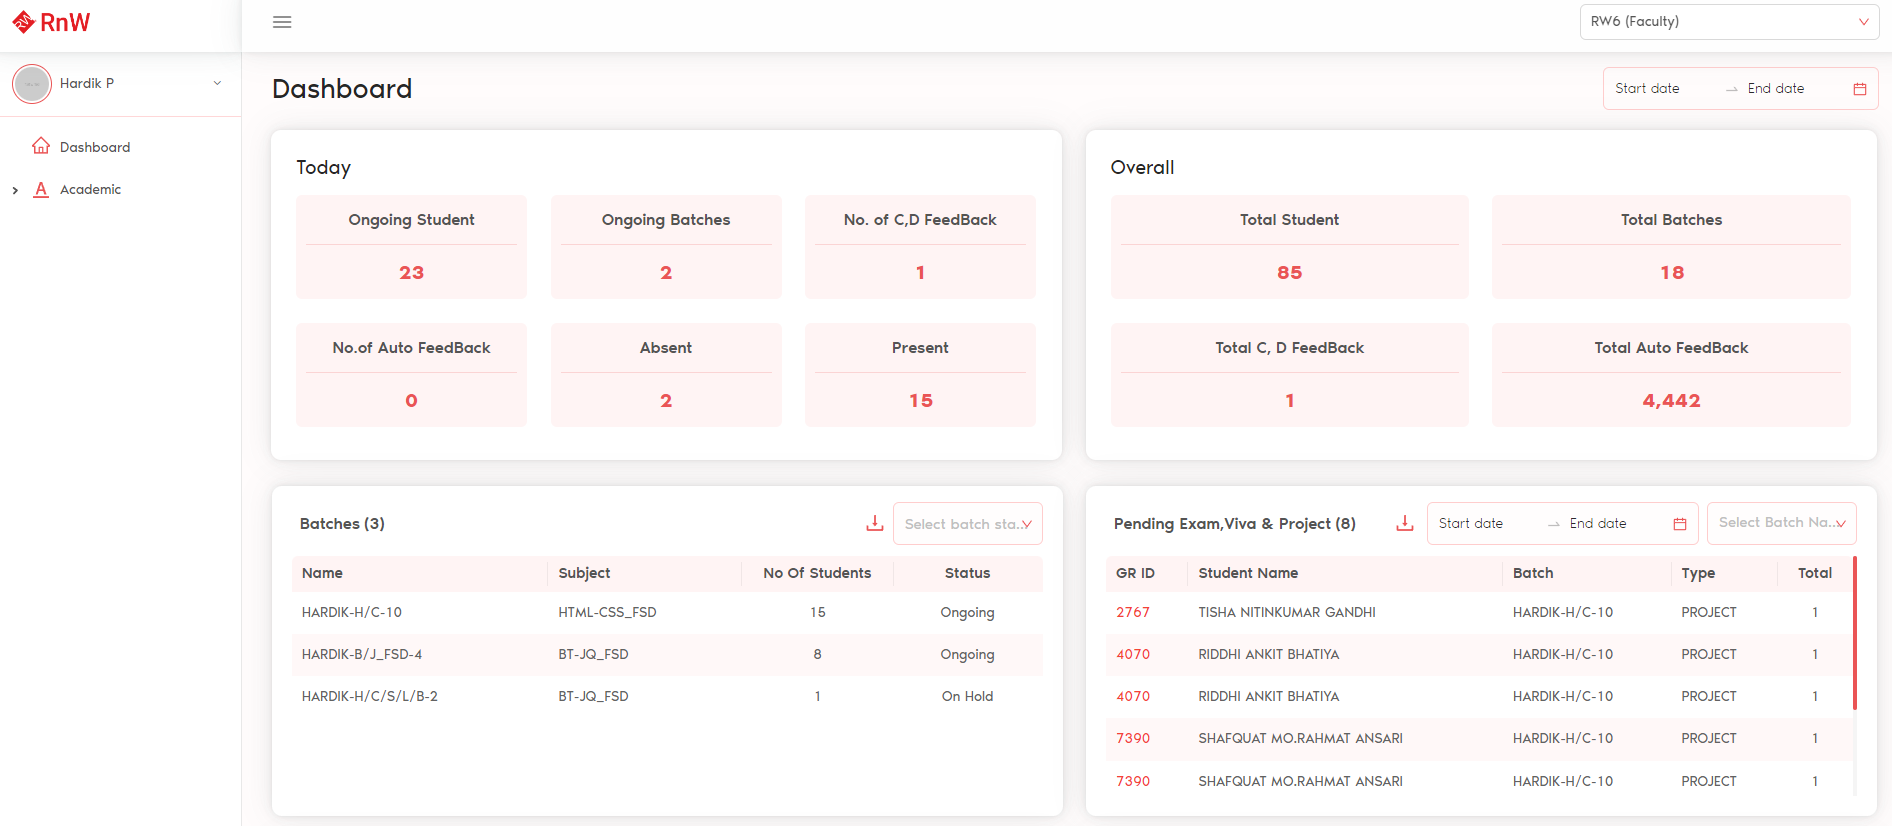 RnW
RW6 (Faculty)
Hardik P
Dashboard
Academic
Dashboard
Start date
End date
Today
Ongoing Student
23
Ongoing Batches
2
No. of C,D FeedBack
1
No.of Auto FeedBack
0
Absent
2
Present
15
Overall
Total Student
85
Total Batches
18
Total C, D FeedBack
1
Total Auto FeedBack
4,442
Batches (3)
Select batch sta...
Name Subject No Of Students Status
HARDIK-H/C-10 HTML-CSS_FSD 15 Ongoing
HARDIK-B/J_FSD-4 BT-JQ_FSD 8 Ongoing
HARDIK-H/C/S/L/B-2 BT-JQ_FSD 1 On Hold
Pending Exam,Viva & Project (8)
Start date
End date
Select Batch Na...
GR ID Student Name Batch Type Total
2767 TISHA NITINKUMAR GANDHI HARDIK-H/C-10 PROJECT 1
4070 RIDDHI ANKIT BHATIYA HARDIK-H/C-10 PROJECT 1
4070 RIDDHI ANKIT BHATIYA HARDIK-H/C-10 PROJECT 1
7390 SHAFQUAT MO.RAHMAT ANSARI HARDIK-H/C-10 PROJECT 1
7390 SHAFQUAT MO.RAHMAT ANSARI HARDIK-H/C-10 PROJECT 1